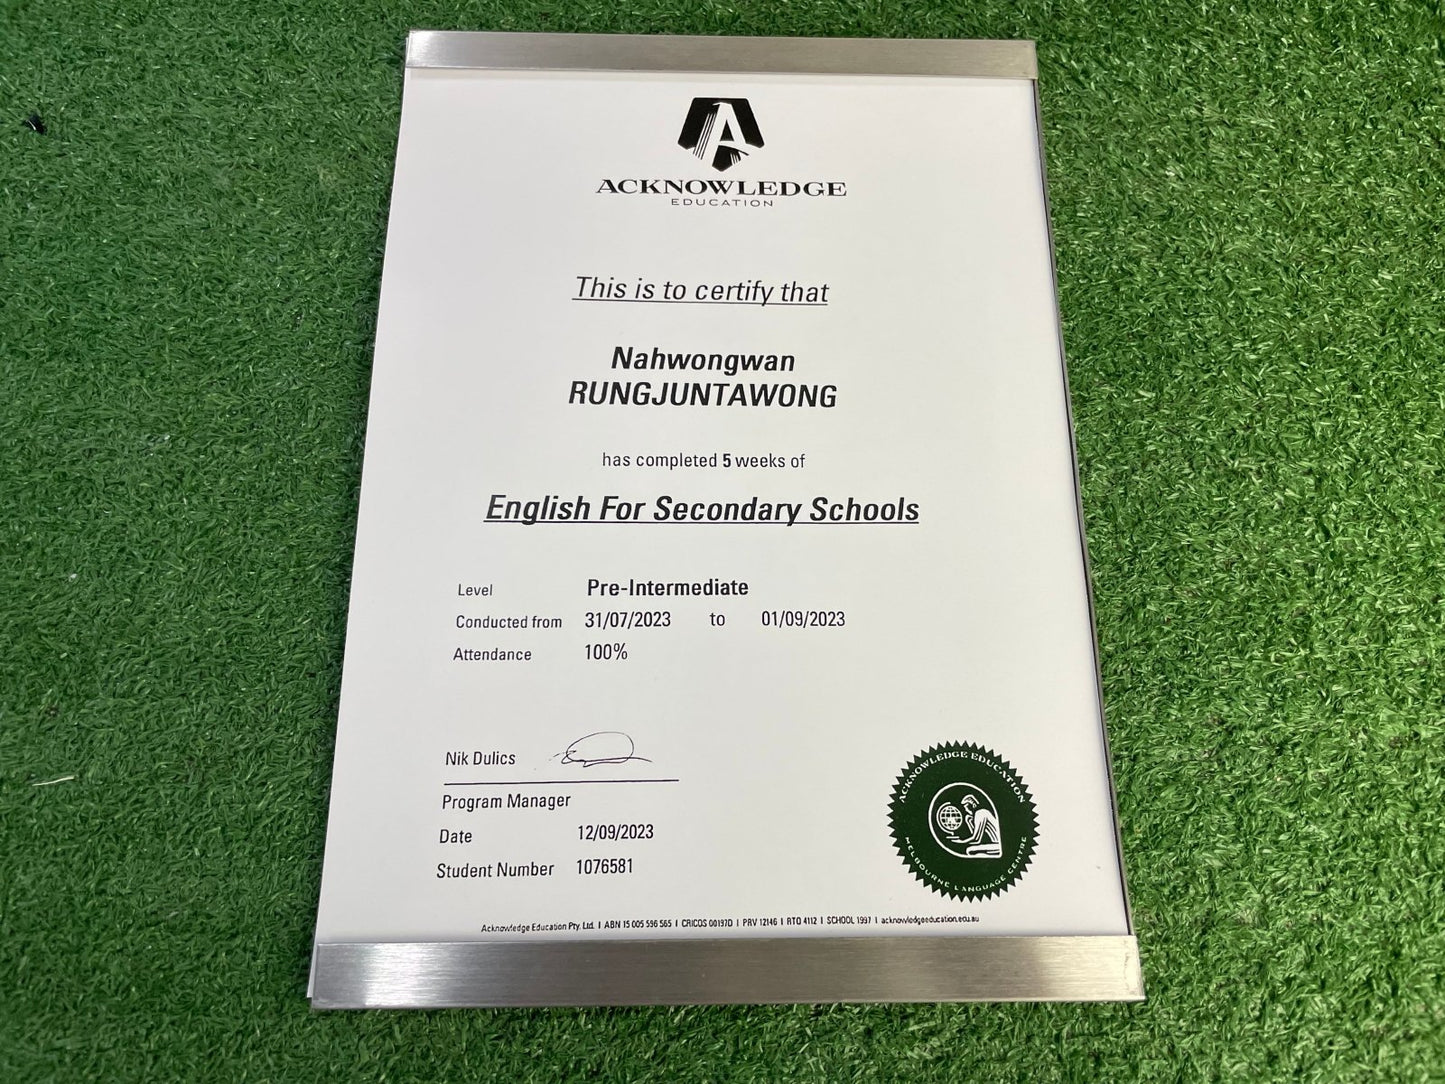 ACKNOWLEDGE
EDUCATION
This is to certify that
Nahwongwan
RUNGJUNTAWONG
has completed 5 weeks of
English For Secondary Schools
Level Pre-Intermediate
Conducted from 31/07/2023 to 01/09/2023
Attendance 100%
Nik Dulics
Program Manager
Date 12/09/2023
Student Number 1076581
ACKNOWLEDGE EDUCATION
MELBOURNE LANGUAGE CENTRE
Acknowledge Education Pty. Ltd. I ABN 15 005 596 565 I CRICOS 00197D I PRV 12146 I RTO 4112 I SCHOOL 1997 I acknowledgeeducation.edu.au